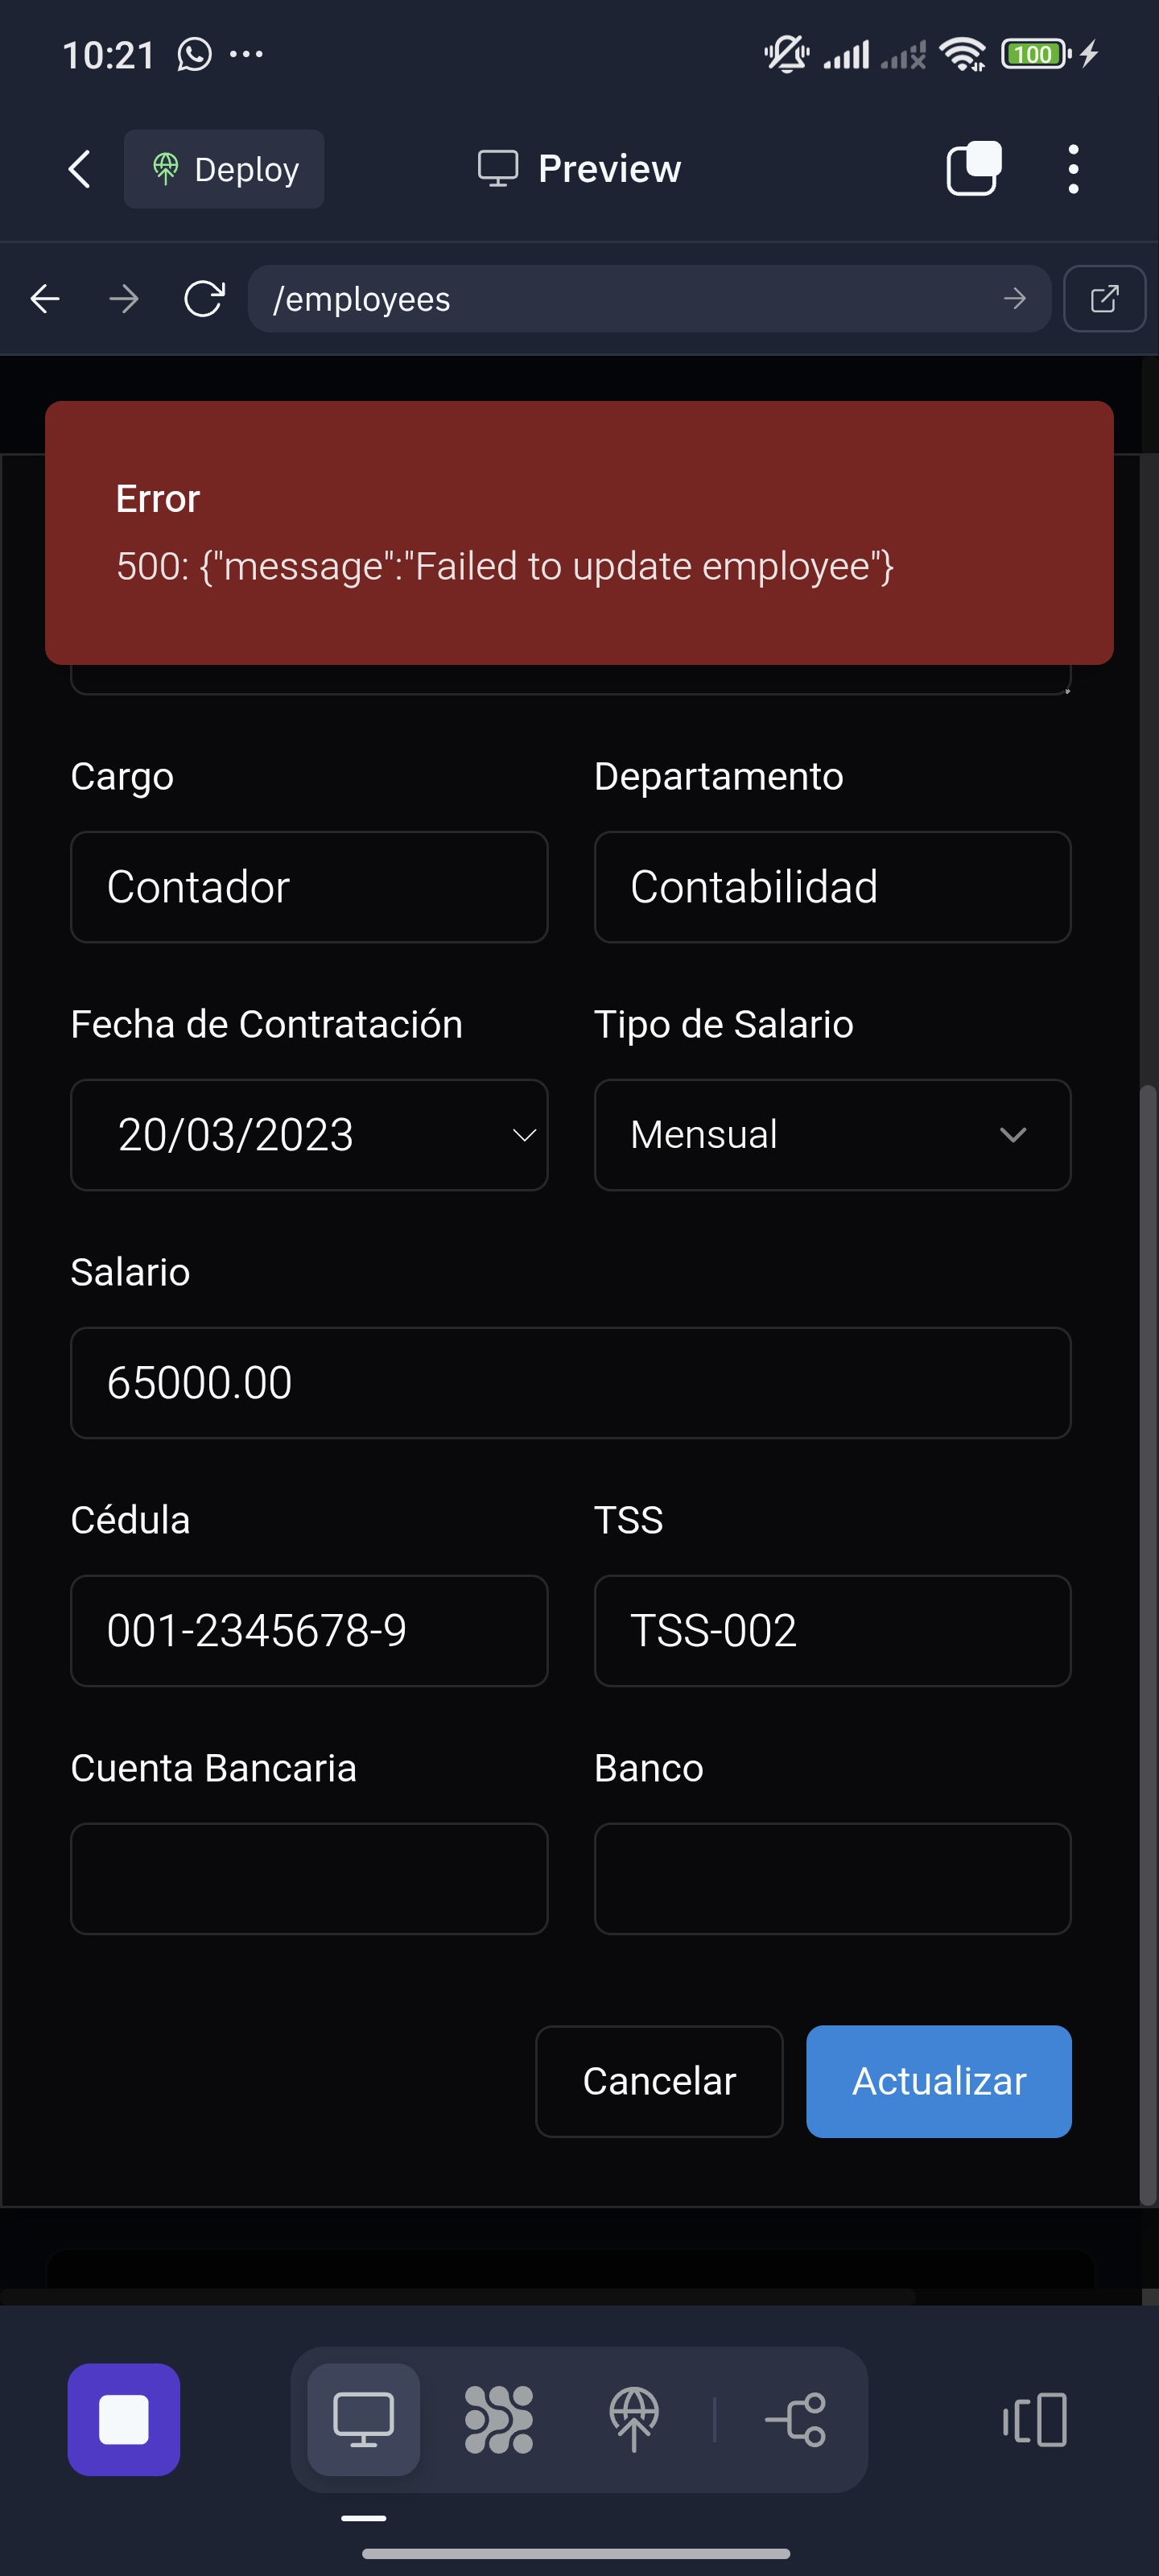 10:21
100
Deploy
Preview
/employees
Error
500: {"message":"Failed to update employee"}
Cargo
Departamento
Contador
Contabilidad
Fecha de Contratación
Tipo de Salario
20/03/2023
Mensual
Salario
65000.00
Cédula
TSS
001-2345678-9
TSS-002
Cuenta Bancaria
Banco
Cancelar
Actualizar